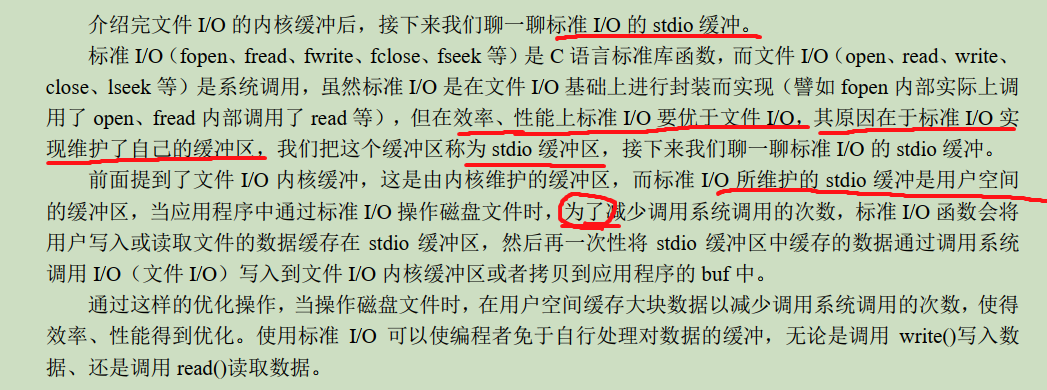 介绍完文件 I/O 的内核缓冲后，接下来我们聊一聊标准 I/O 的 stdio 缓冲。
标准 I/O（fopen、fread、fwrite、fclose、fseek 等）是 C 语言标准库函数，而文件 I/O（open、read、write、
close、lseek 等）是系统调用，虽然标准 I/O 是在文件 I/O 基础上进行封装而实现（譬如 fopen 内部实际上调
用了 open、fread 内部调用了 read 等），但在效率、性能上标准 I/O 要优于文件 I/O，其原因在于标准 I/O 实
现维护了自己的缓冲区，我们把这个缓冲区称为 stdio 缓冲区，接下来我们聊一聊标准 I/O 的 stdio 缓冲。
前面提到了文件 I/O 内核缓冲，这是由内核维护的缓冲区，而标准 I/O 所维护的 stdio 缓冲是用户空间
的缓冲区，当应用程序中通过标准 I/O 操作磁盘文件时，为了减少调用系统调用的次数，标准 I/O 函数会将
用户写入或读取文件的数据缓存在 stdio 缓冲区，然后再一次性将 stdio 缓冲区中缓存的数据通过调用系统
调用 I/O（文件 I/O）写入到文件 I/O 内核缓冲区或者拷贝到应用程序的 buf 中。
通过这样的优化操作，当操作磁盘文件时，在用户空间缓存大块数据以减少调用系统调用的次数，使得
效率、性能得到优化。使用标准 I/O 可以使编程者免于自行处理对数据的缓冲，无论是调用 write()写入数
据、还是调用 read()读取数据。